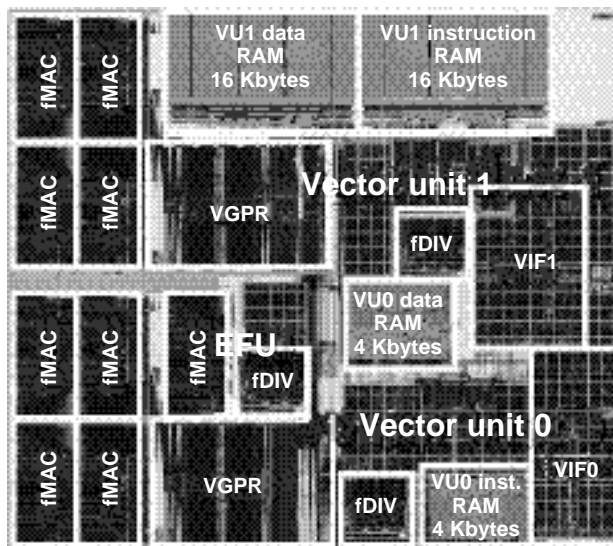 fMAC
fMAC
VU1 data
RAM
16 Kbytes
VU1 instruction
RAM
16 Kbytes
fMAC
fMAC
VGPR
Vector unit 1
fDIV
VIF1
fMAC
fMAC
fMAC
EFU
fDIV
VU0 data
RAM
4 Kbytes
Vector unit 0
fMAC
fMAC
VGPR
fDIV
VU0 inst.
RAM
4 Kbytes
VIF0